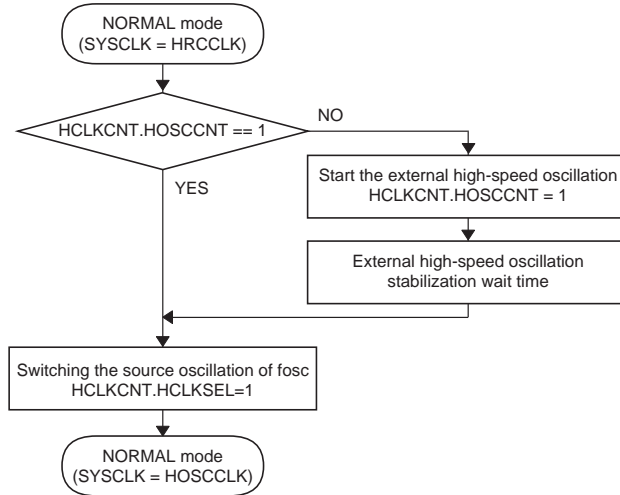 NORMAL mode
(SYSCLK = HRCCLK)
HCLKCNT.HOSCCNT == 1
NO
YES
Start the external high-speed oscillation
HCLKCNT.HOSCCNT = 1
External high-speed oscillation
stabilization wait time
Switching the source oscillation of fosc
HCLKCNT.HCLKSEL=1
NORMAL mode
(SYSCLK = HOSCCLK)